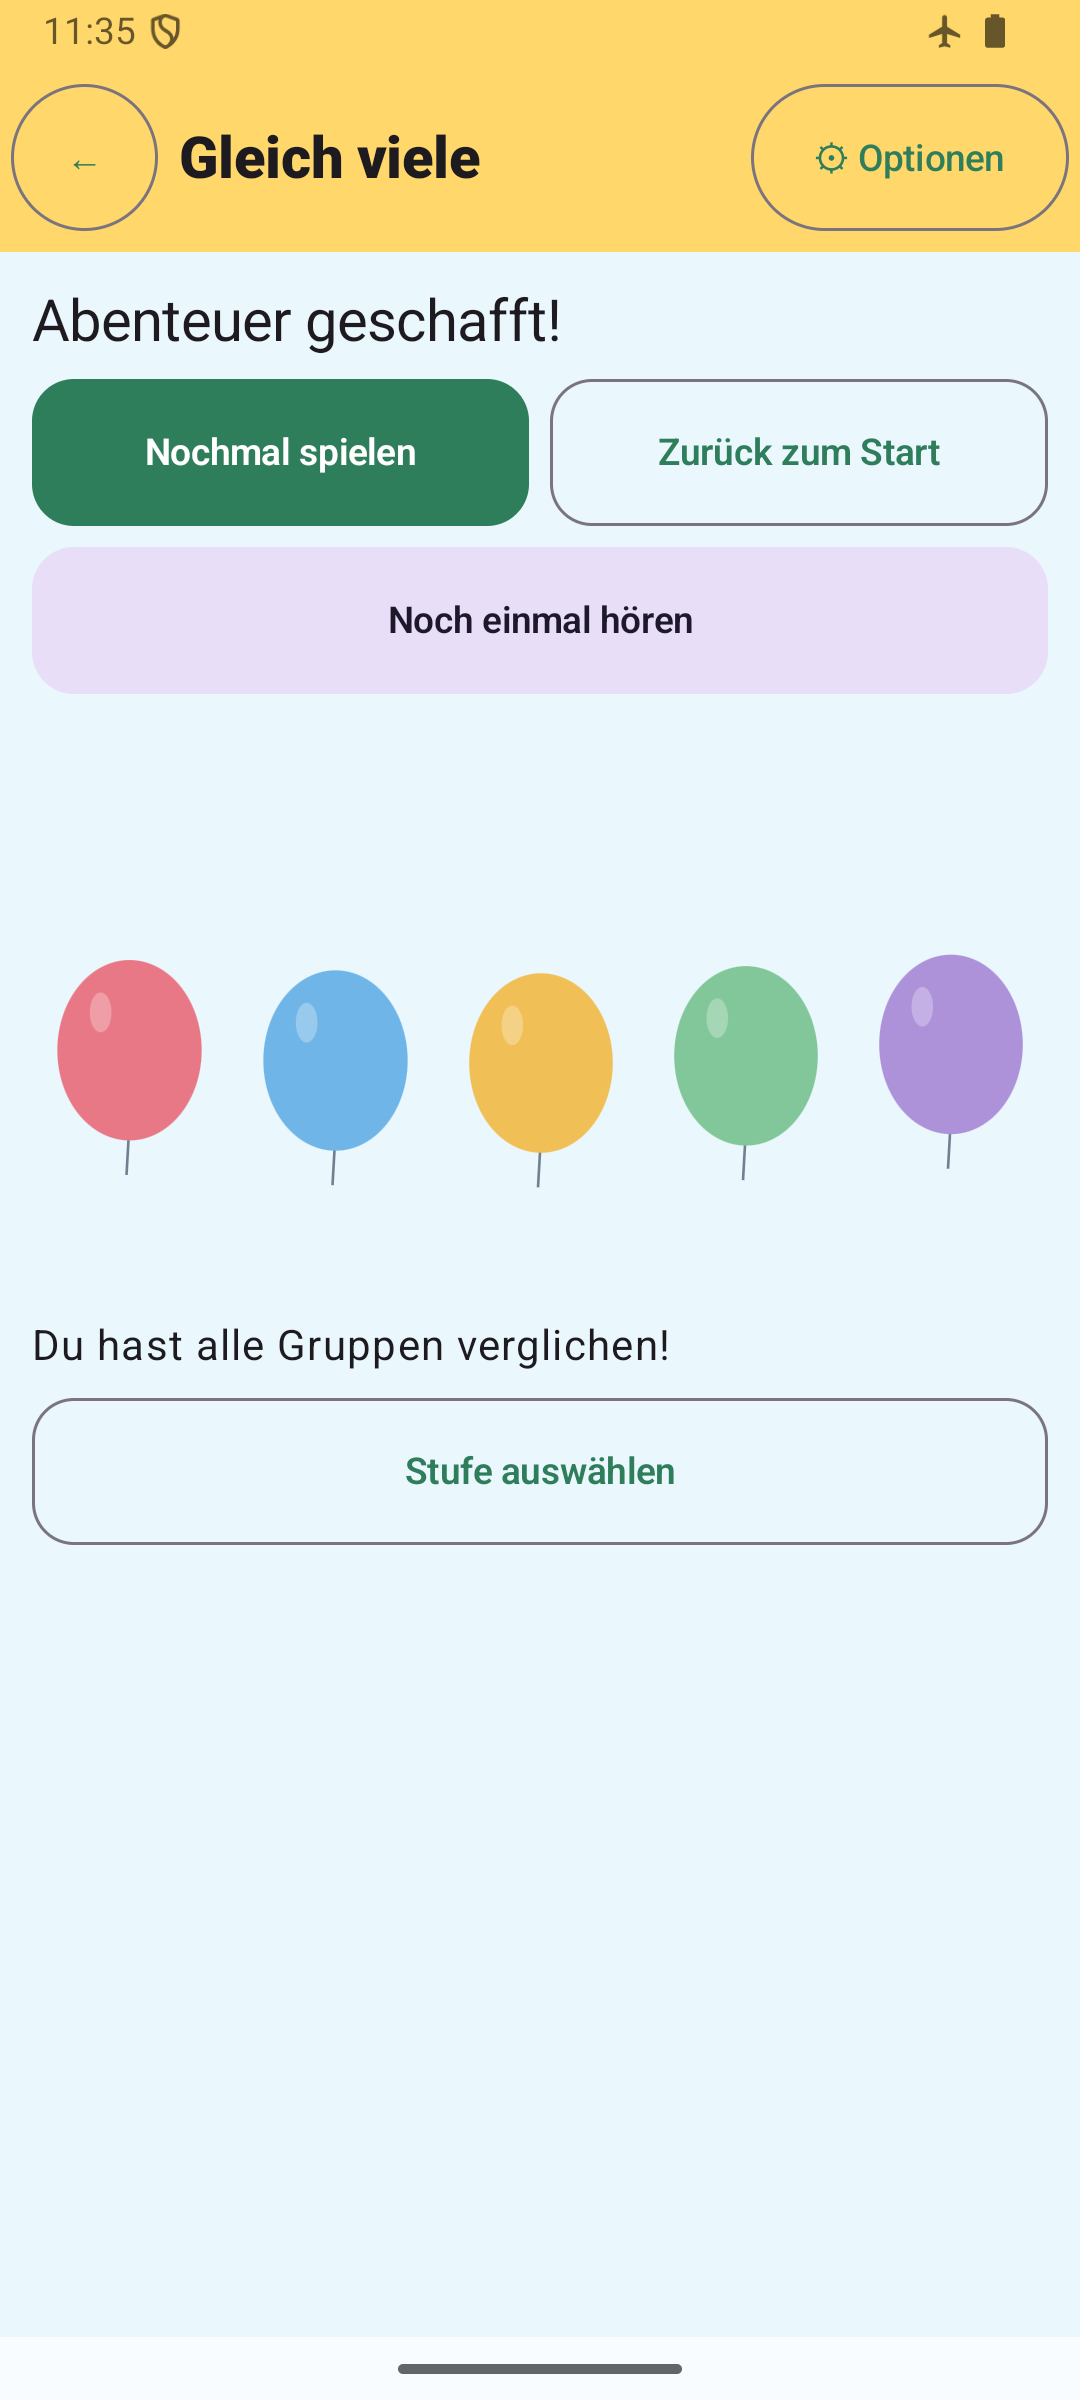 11:35
← Gleich viele
Optionen
Abenteuer geschafft!
Nochmal spielen
Zurück zum Start
Noch einmal hören
Du hast alle Gruppen verglichen!
Stufe auswählen